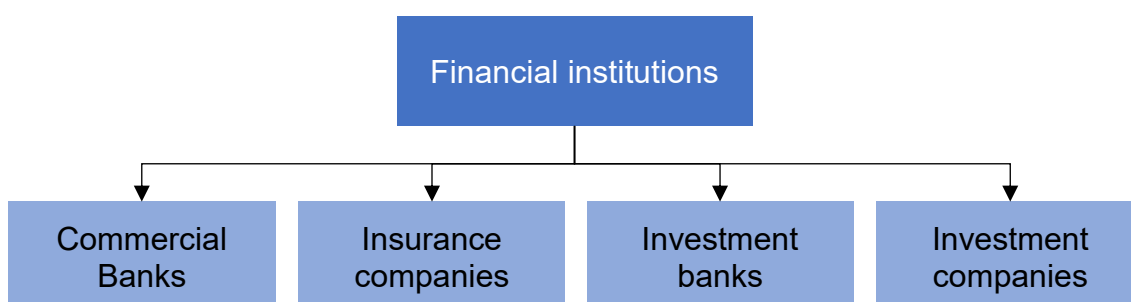 Financial institutions
Commercial
Banks
Insurance
companies
Investment
banks
Investment
companies